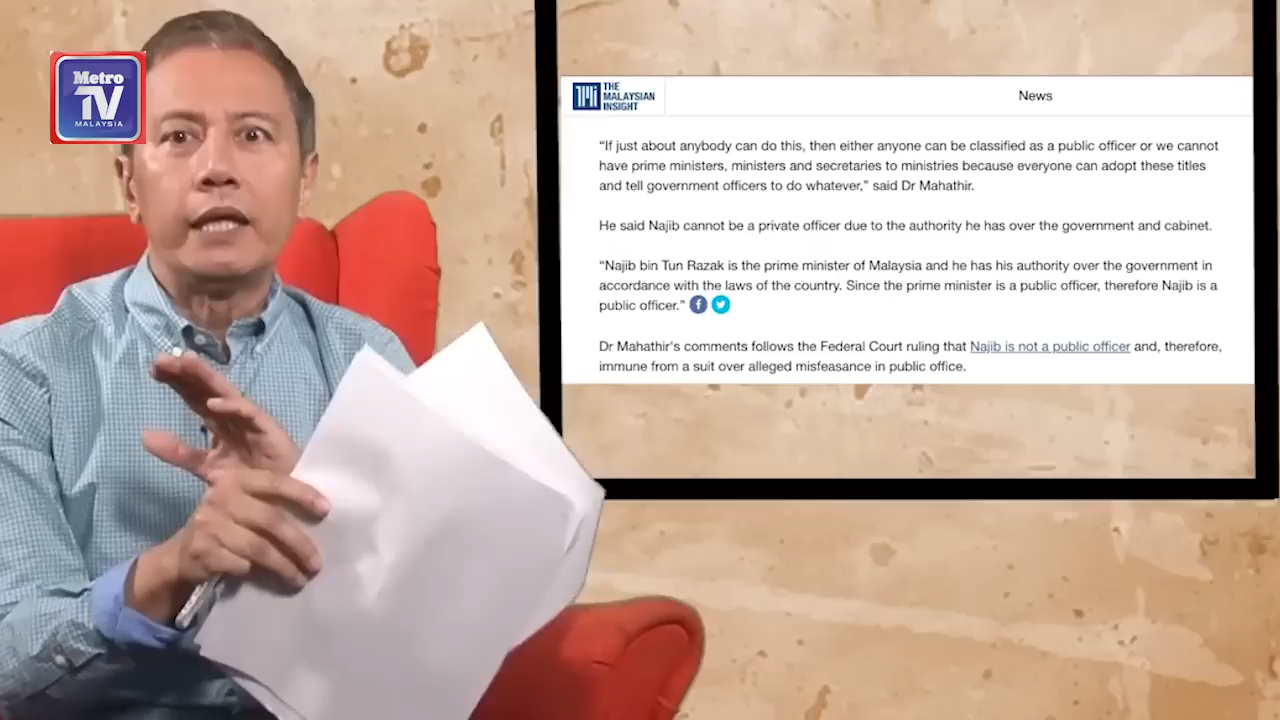 Metro
TV
MALAYSIA
THE
MALAYSIAN
INSIGHT
News
“If just about anybody can do this, then either anyone can be classified as a public officer or we cannot
have prime ministers, ministers and secretaries to ministries because everyone can adopt these titles
and tell government officers to do whatever,” said Dr Mahathir.
He said Najib cannot be a private officer due to the authority he has over the government and cabinet.
“Najib bin Tun Razak is the prime minister of Malaysia and he has his authority over the government in
accordance with the laws of the country. Since the prime minister is a public officer, therefore Najib is a
public officer.”
Dr Mahathir's comments follows the Federal Court ruling that Najib is not a public officer and, therefore,
immune from a suit over alleged misfeasance in public office.